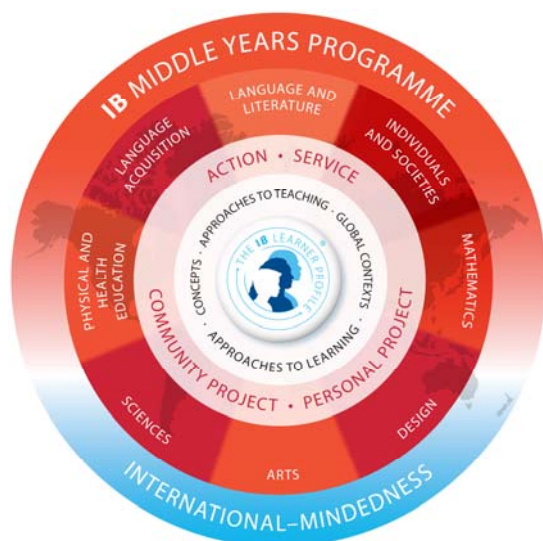 IB MIDDLE YEARS PROGRAMME
LANGUAGE AND
LITERATURE
INDIVIDUALS
AND SOCIETIES
MATHEMATICS
DESIGN
ARTS
SCIENCES
PHYSICAL AND
HEALTH
EDUCATION
LANGUAGE
ACQUISITION
ACTION • SERVICE
COMMUNITY PROJECT • PERSONAL PROJECT
CONCEPTS · APPROACHES TO TEACHING · GLOBAL CONTEXTS ·
APPROACHES TO LEARNING ·
THE IB LEARNER PROFILE
®
INTERNATIONAL–MINDEDNESS